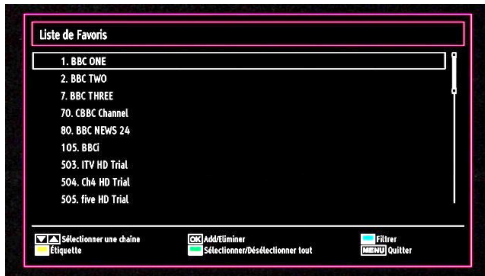 Liste de Favoris
1. BBC ONE
2. BBC TWO
7. BBC THREE
70. CBBC Channel
80. BBC NEWS 24
105. BBCi
503. ITV HD Trial
504. Ch4 HD Trial
505. five HD Trial
Sélectionner une chaîne OK Add/Eliminer Filtrer
Étiquette Sélectionner/Désélectionner tout MENU Quitter